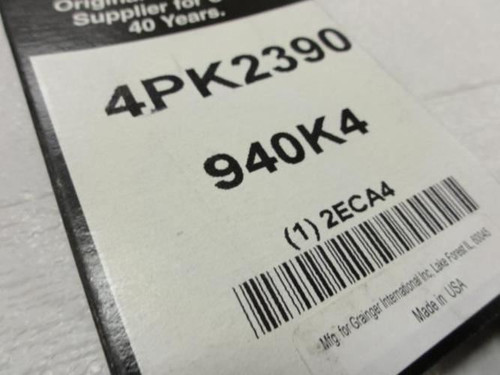 Original
Supplier for
40 Years.
4PK2390
940K4
(1) 2ECA4
Mfg. for Grainger International Inc. Lake Forest IL, 60045
Made in USA